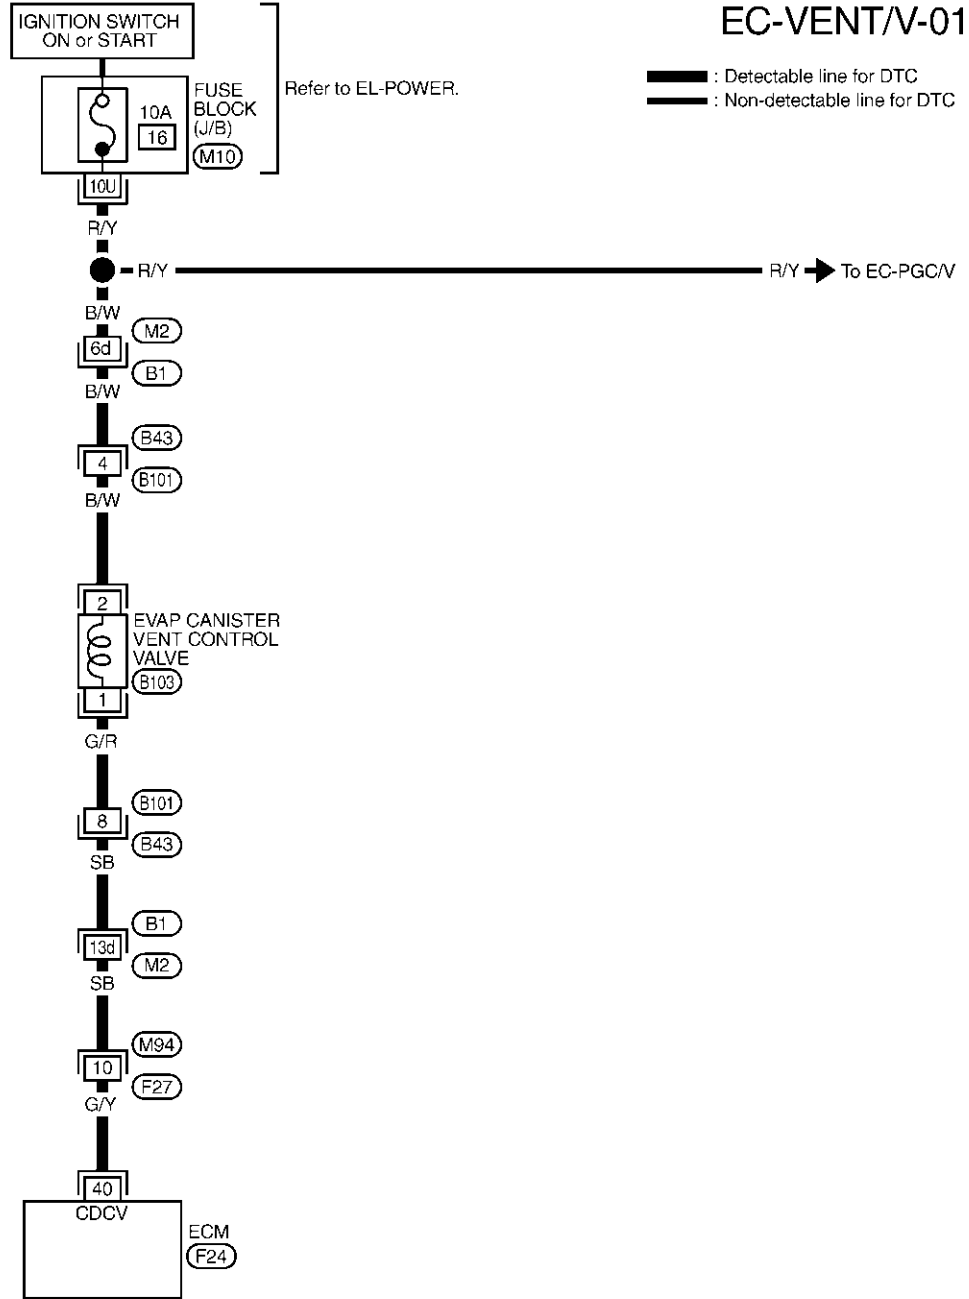 EC-VENT/V-01
IGNITION SWITCH
ON or START
: Detectable line for DTC
: Non-detectable line for DTC
Refer to EL-POWER.
FUSE
BLOCK
(J/B)
M10
10A
16
10U
R/Y
R/Y
R/Y
To EC-PGC/V
B/W
M2
6d
B1
B/W
B43
4
B101
B/W
2
EVAP CANISTER
VENT CONTROL
VALVE
B103
1
G/R
B101
8
B43
SB
B1
13d
M2
SB
M94
10
F27
G/Y
40
CDCV
ECM
F24